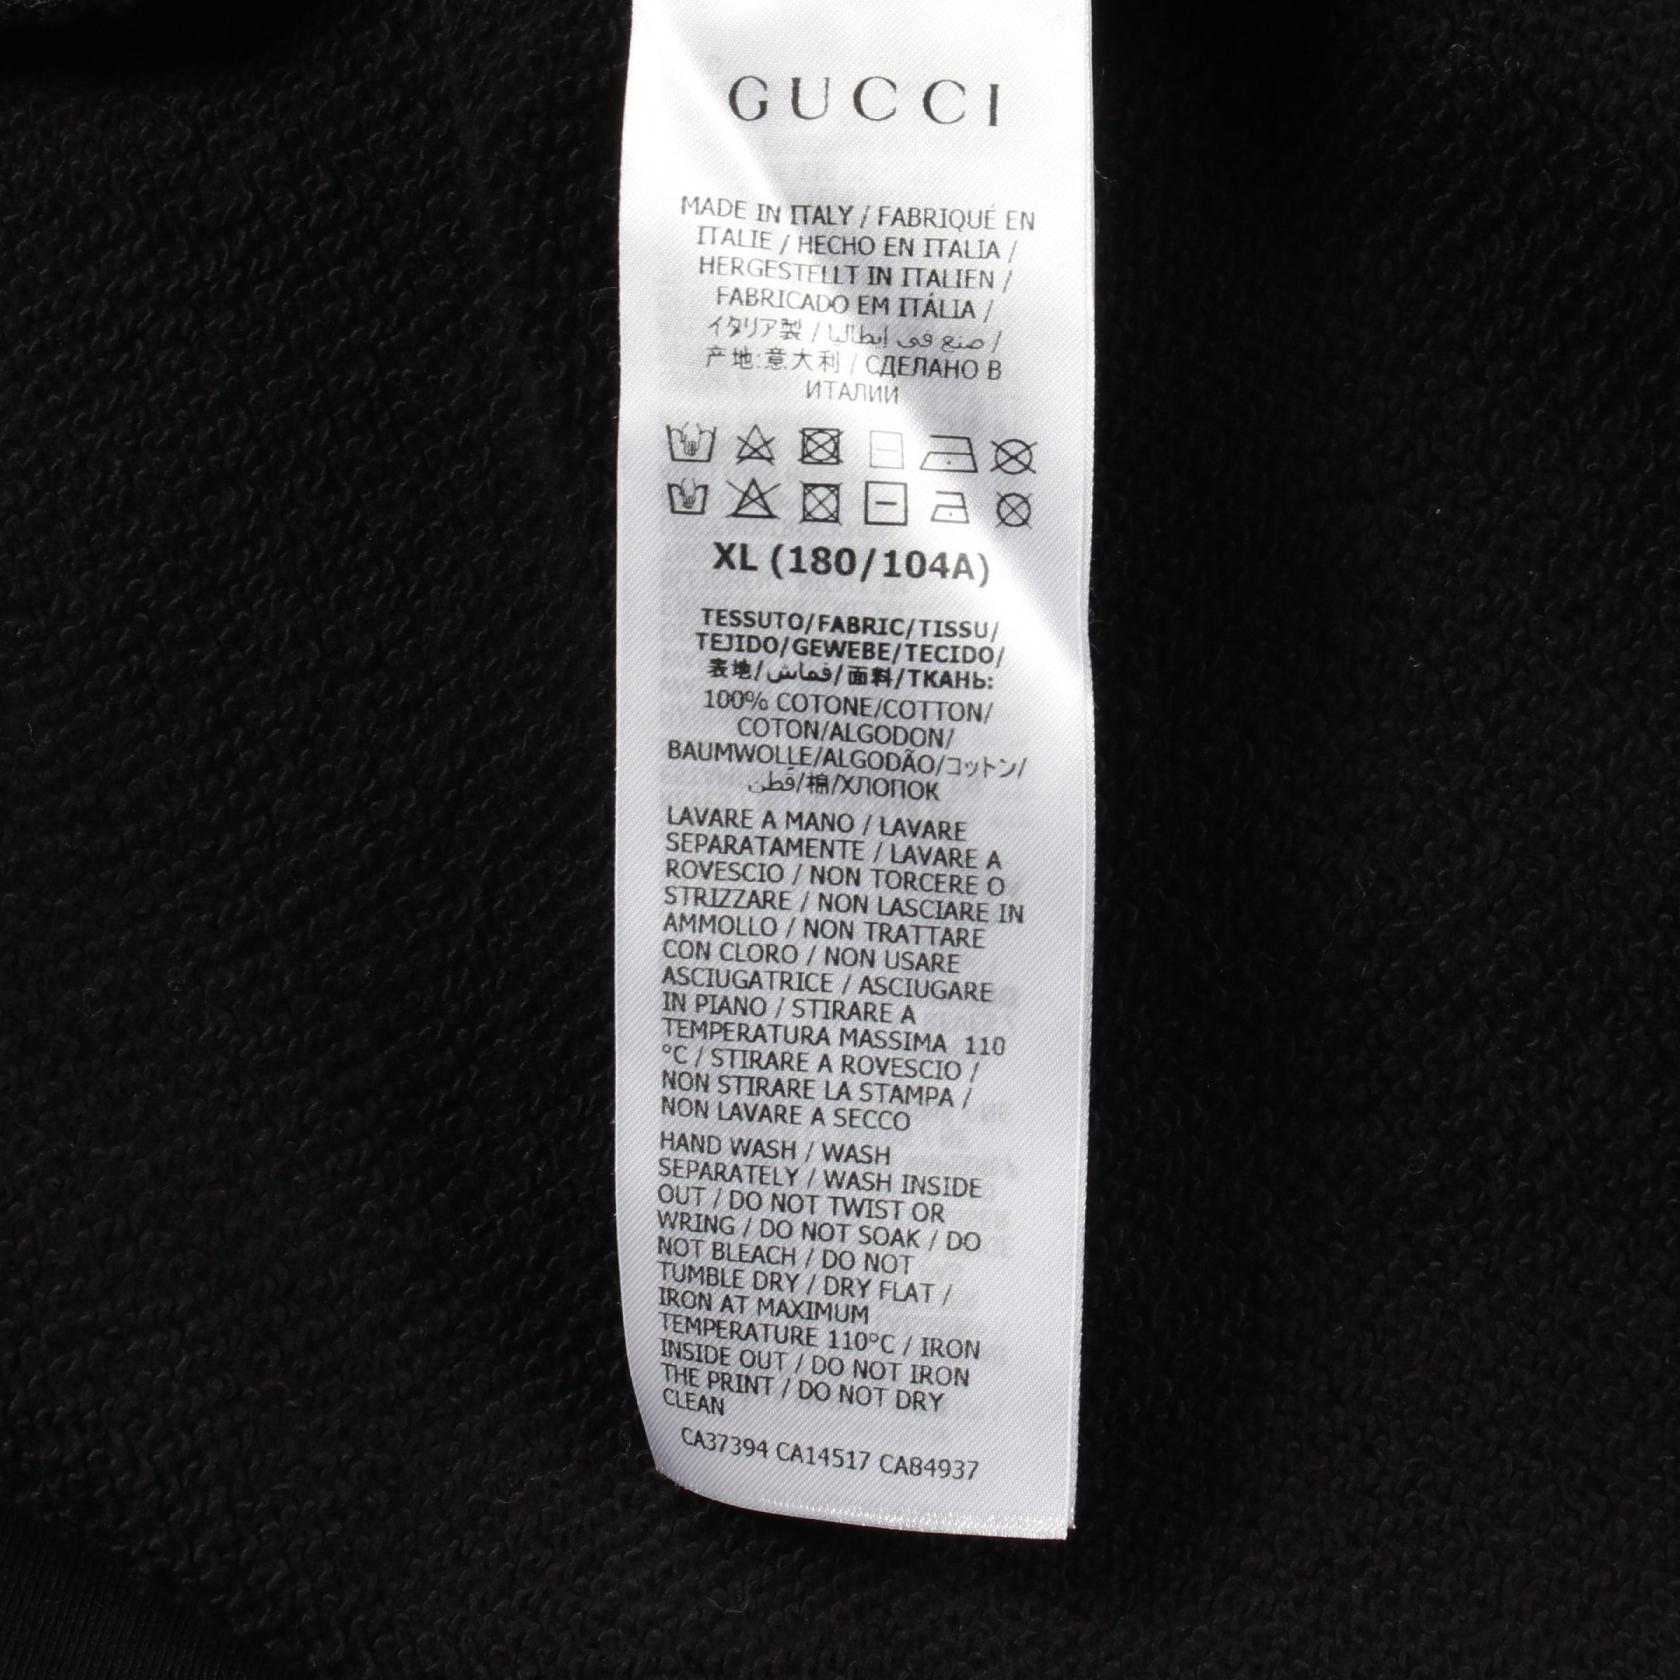 GUCCI
MADE IN ITALY / FABRIQUÉ EN
ITALIE / HECHO EN ITALIA /
HERGESTELLT IN ITALIEN /
FABRICADO EM ITÁLIA /
イタリア製 / صنع في إيطاليا /
产地:意大利 / СДЕЛАНО В
ИТАЛИИ
XL (180/104A)
TESSUTO/FABRIC/TISSU/
TEJIDO/GEWEBE/TECIDO/
表地/قماش/面料/ТКАНЬ:
100% COTONE/COTTON/
COTON/ALGODON/
BAUMWOLLE/ALGODÃO/コットン/
قطن/棉/ХЛОПОК
LAVARE A MANO / LAVARE
SEPARATAMENTE / LAVARE A
ROVESCIO / NON TORCERE O
STRIZZARE / NON LASCIARE IN
AMMOLLO / NON TRATTARE
CON CLORO / NON USARE
ASCIUGATRICE / ASCIUGARE
IN PIANO / STIRARE A
TEMPERATURA MASSIMA 110
°C / STIRARE A ROVESCIO /
NON STIRARE LA STAMPA /
NON LAVARE A SECCO
HAND WASH / WASH
SEPARATELY / WASH INSIDE
OUT / DO NOT TWIST OR
WRING / DO NOT SOAK / DO
NOT BLEACH / DO NOT
TUMBLE DRY / DRY FLAT /
IRON AT MAXIMUM
TEMPERATURE 110°C / IRON
INSIDE OUT / DO NOT IRON
THE PRINT / DO NOT DRY
CLEAN
CA37394 CA14517 CA84937